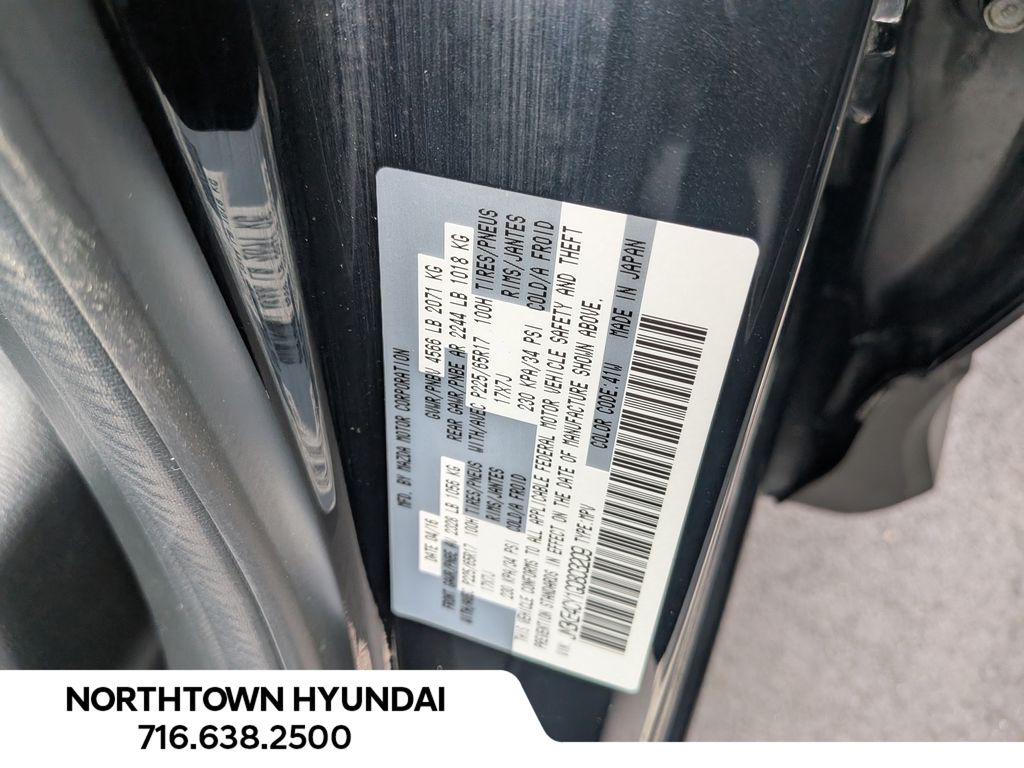 MFD. BY MAZDA MOTOR CORPORATION
DATE 04/16 GVWR/PNBV 4566 LB 2071 KG
FRONT GAWR/PNBE AV 2328 LB 1056 KG REAR GAWR/PNBE AR 2244 LB 1018 KG
WITH/AVEC P225/65R17 100H TIRES/PNEUS WITH/AVEC P225/65R17 100H TIRES/PNEUS
17X7J RIMS/JANTES 17X7J RIMS/JANTES
230 KPA/34 PSI COLD/A FROID 230 KPA/34 PSI COLD/A FROID
THIS VEHICLE CONFORMS TO ALL APPLICABLE FEDERAL MOTOR VEHICLE SAFETY AND THEFT
PREVENTION STANDARDS IN EFFECT ON THE DATE OF MANUFACTURE SHOWN ABOVE.
VIN: TYPE:MPV COLOR CODE:41W MADE IN JAPAN
NORTHTOWN HYUNDAI
716.638.2500